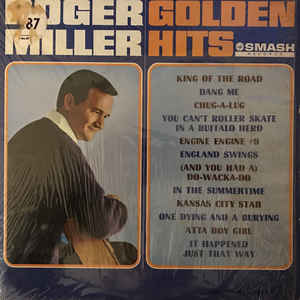 87
ROGER GOLDEN
MILLER HITS
SMASH
RECORDS
KING OF THE ROAD
DANG ME
CHUG-A-LUG
YOU CAN'T ROLLER SKATE
IN A BUFFALO HERD
ENGINE ENGINE #9
ENGLAND SWINGS
(AND YOU HAD A)
DO-WACKA-DO
IN THE SUMMERTIME
KANSAS CITY STAR
ONE DYING AND A BURYING
ATTA BOY GIRL
IT HAPPENED
JUST THAT WAY